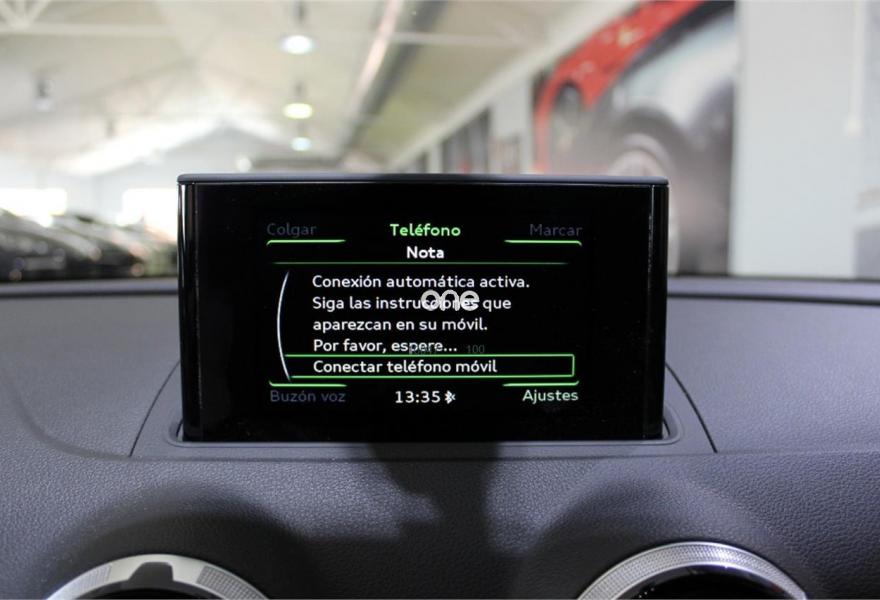 Colgar Teléfono Marcar
Nota
Conexión automática activa.
Siga las instrucciones que
aparezcan en su móvil.
Por favor, espere...
Conectar teléfono móvil
Buzón voz 13:35 Ajustes
one